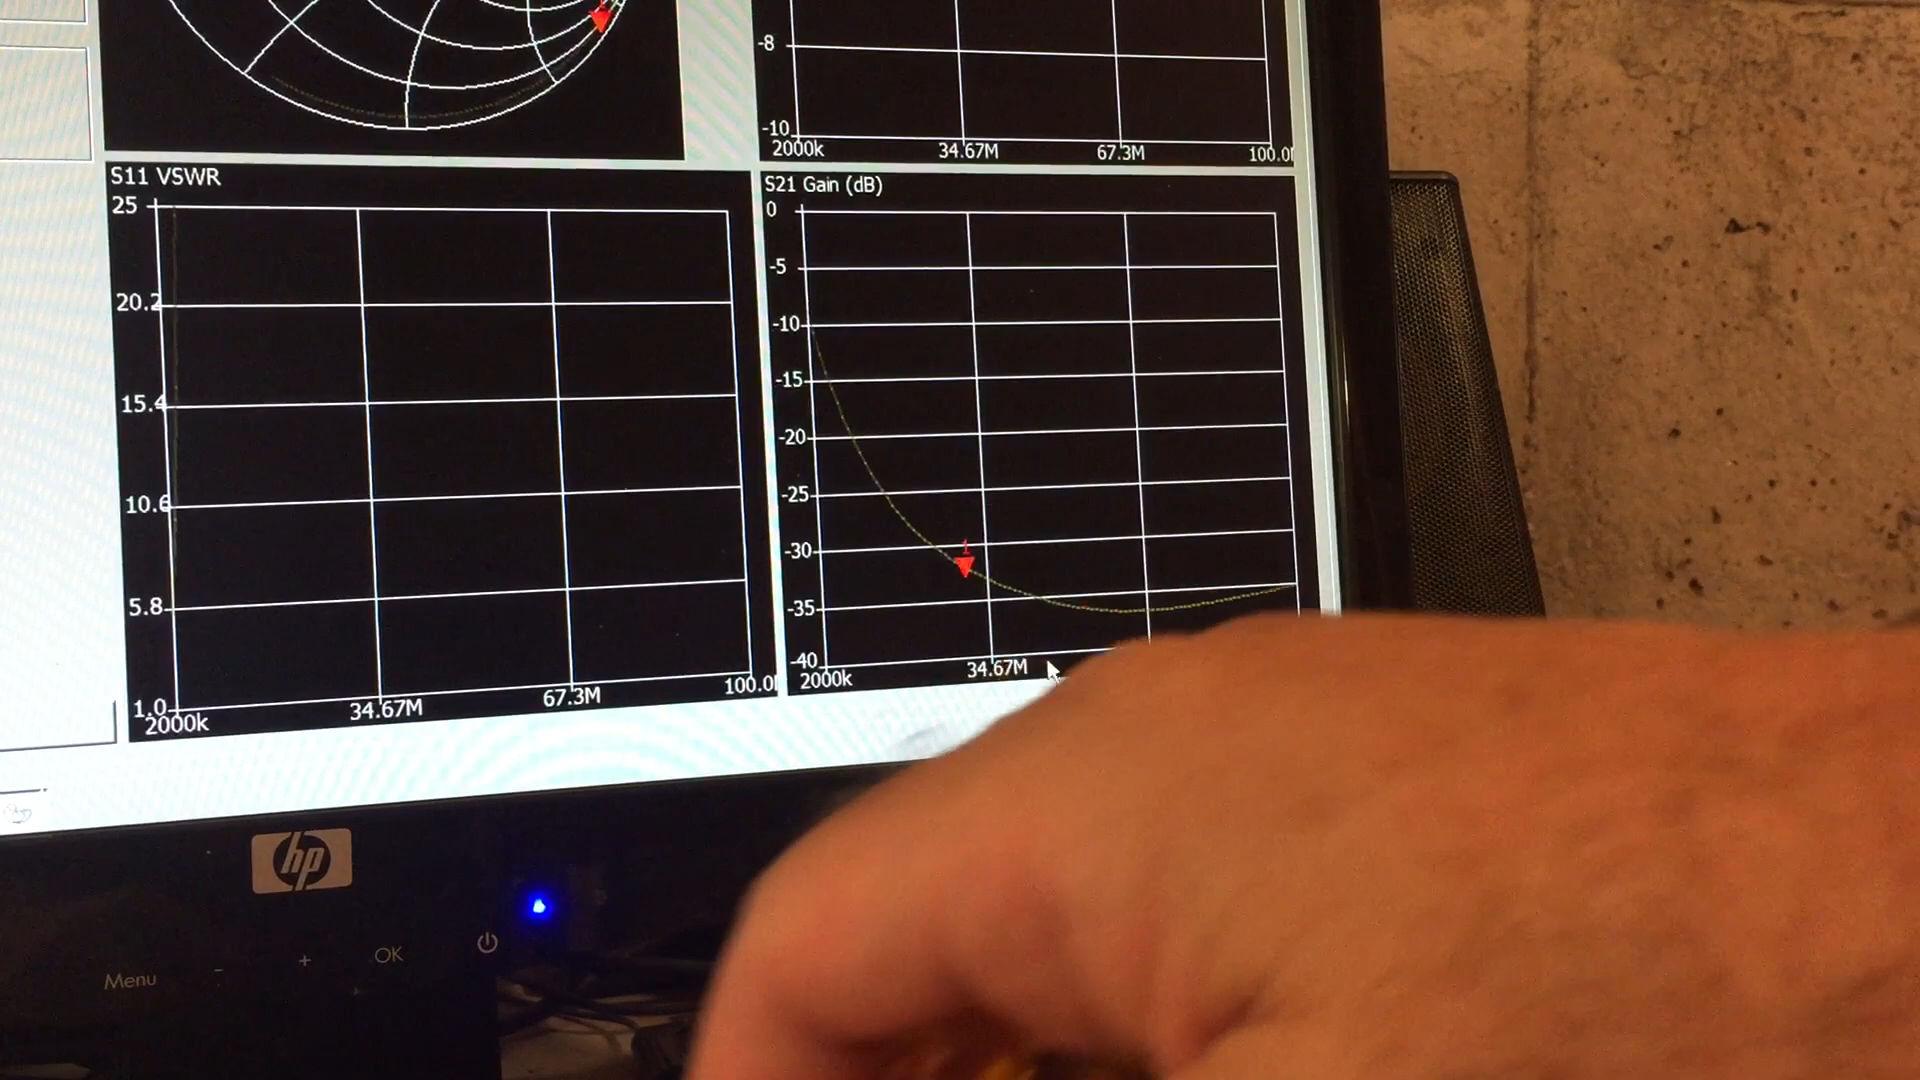 -8
-10
2000k 34.67M 67.3M 100.0
S11 VSWR
25
20.2
15.4
10.6
5.8
1.0
2000k 34.67M 67.3M 100.0
S21 Gain (dB)
0
-5
-10
-15
-20
-25
-30
1
-35
-40
2000k 34.67M
hp
Menu - + OK